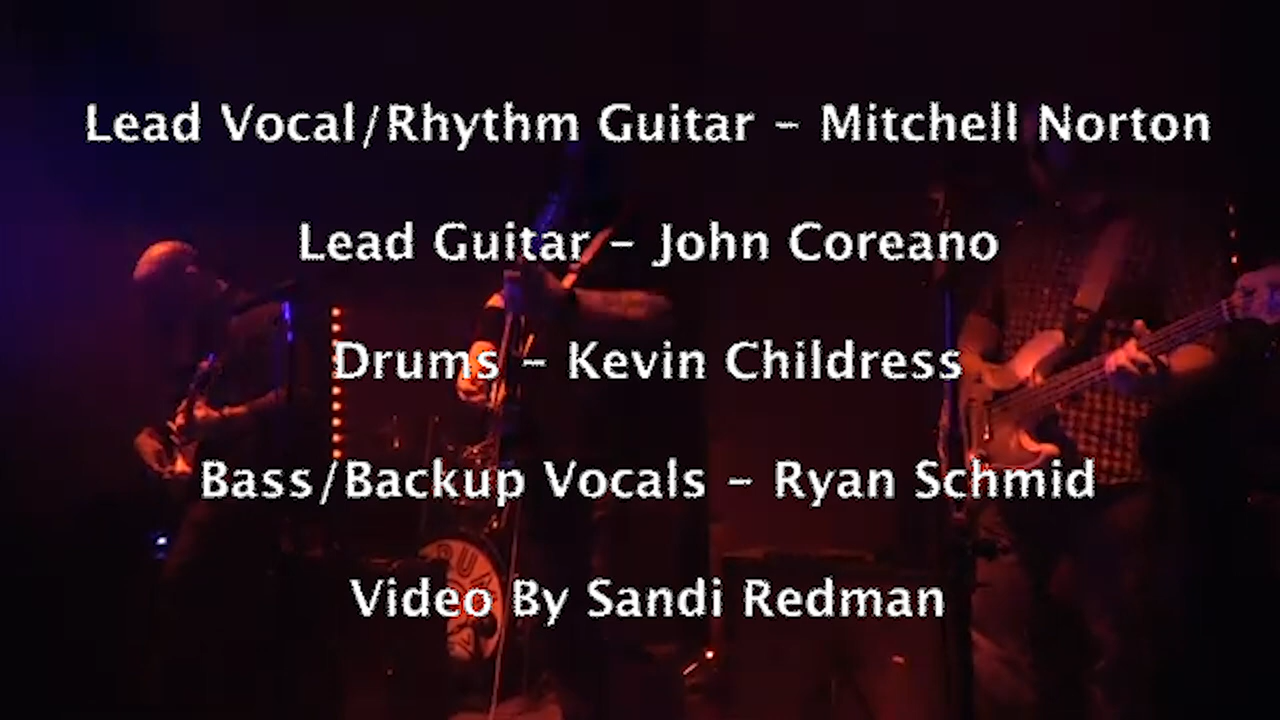 Lead Vocal/Rhythm Guitar - Mitchell Norton
Lead Guitar - John Coreano
Drums - Kevin Childress
Bass/Backup Vocals - Ryan Schmid
Video By Sandi Redman